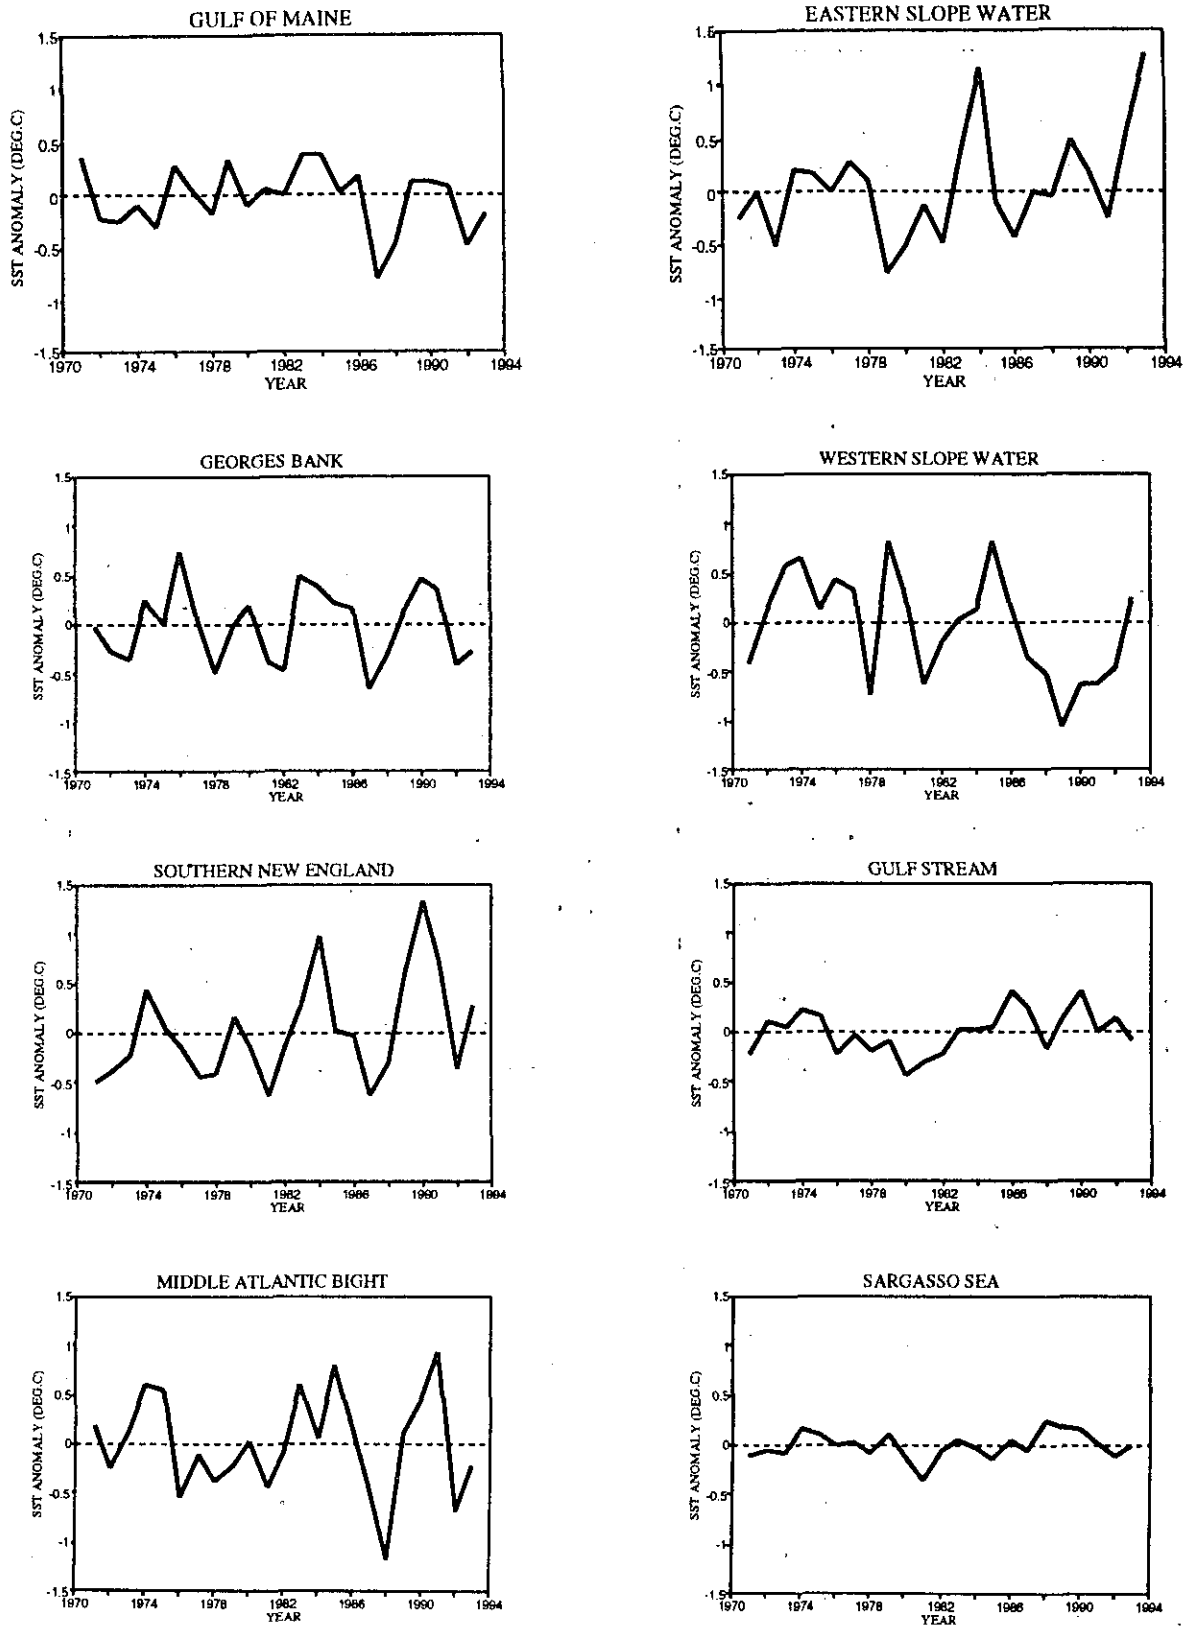 GULF OF MAINE
1.5
1
0.5
0
-0.5
-1
-1.5
SST ANOMALY (DEG.C)
1970 1974 1978 1982 1986 1990 1994
YEAR
EASTERN SLOPE WATER
1.5
1
0.5
0
-0.5
-1
-1.5
SST ANOMALY (DEG.C)
1970 1974 1978 1982 1986 1990 1994
YEAR
GEORGES BANK
1.5
1
0.5
0
-0.5
-1
-1.5
SST ANOMALY (DEG.C)
1970 1974 1978 1982 1986 1990 1994
YEAR
WESTERN SLOPE WATER
1.5
1
0.5
0
-0.5
-1
-1.5
SST ANOMALY (DEG.C)
1970 1974 1978 1982 1986 1990 1994
YEAR
SOUTHERN NEW ENGLAND
1.5
1
0.5
0
-0.5
-1
-1.5
SST ANOMALY (DEG.C)
1970 1974 1978 1982 1986 1990 1994
YEAR
GULF STREAM
1.5
1
0.5
0
-0.5
-1
-1.5
SST ANOMALY (DEG.C)
1970 1974 1978 1982 1986 1990 1994
YEAR
MIDDLE ATLANTIC BIGHT
1.5
1
0.5
0
-0.5
-1
-1.5
SST ANOMALY (DEG.C)
1970 1974 1978 1982 1986 1990 1994
YEAR
SARGASSO SEA
1.5
1
0.5
0
-0.5
-1
-1.5
SST ANOMALY (DEG.C)
1970 1974 1978 1982 1986 1990 1994
YEAR